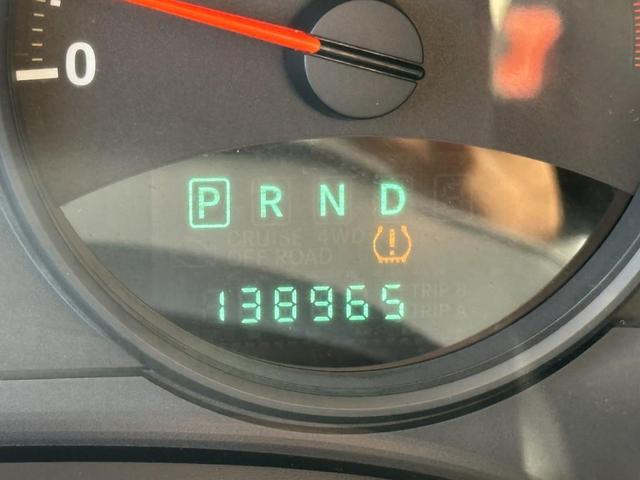 0
P R N D
CRUISE 4WD
OFF ROAD
TRIP B
138965
TRIP A